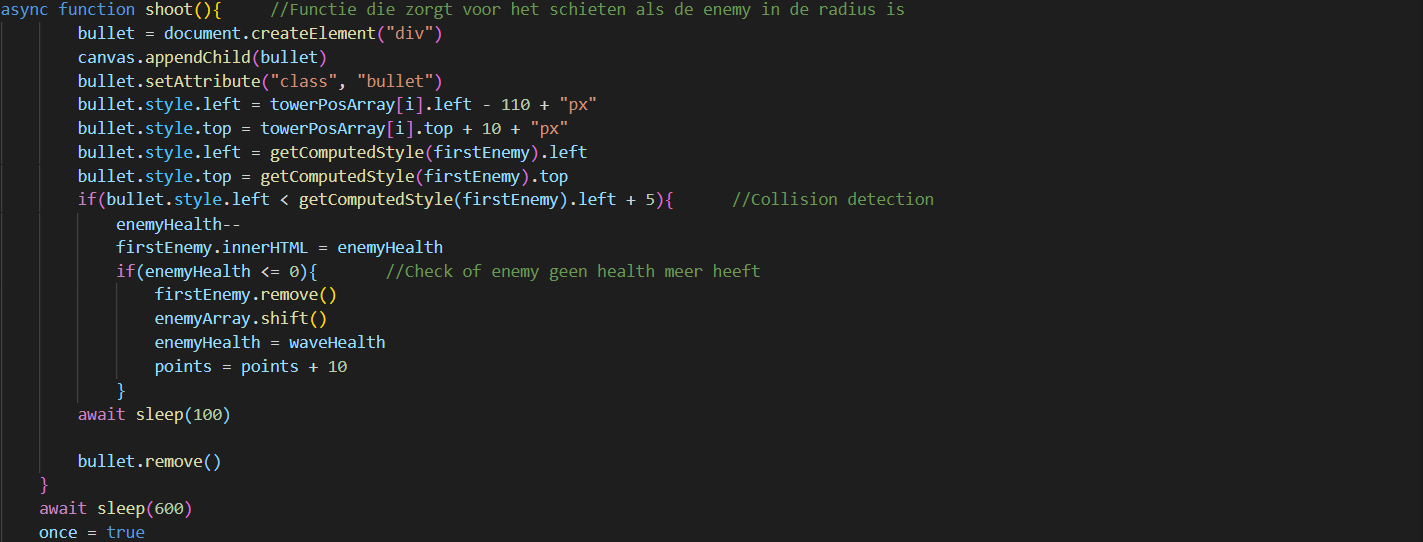 async function shoot(){     //Functie die zorgt voor het schieten als de enemy in de radius is
        bullet = document.createElement("div")
        canvas.appendChild(bullet)
        bullet.setAttribute("class", "bullet")
        bullet.style.left = towerPosArray[i].left - 110 + "px"
        bullet.style.top = towerPosArray[i].top + 10 + "px"
        bullet.style.left = getComputedStyle(firstEnemy).left
        bullet.style.top = getComputedStyle(firstEnemy).top
        if(bullet.style.left < getComputedStyle(firstEnemy).left + 5){      //Collision detection
            enemyHealth--
            firstEnemy.innerHTML = enemyHealth
            if(enemyHealth <= 0){       //Check of enemy geen health meer heeft
                firstEnemy.remove()
                enemyArray.shift()
                enemyHealth = waveHealth
                points = points + 10
            }
        await sleep(100)

        bullet.remove()
    }
    await sleep(600)
    once = true